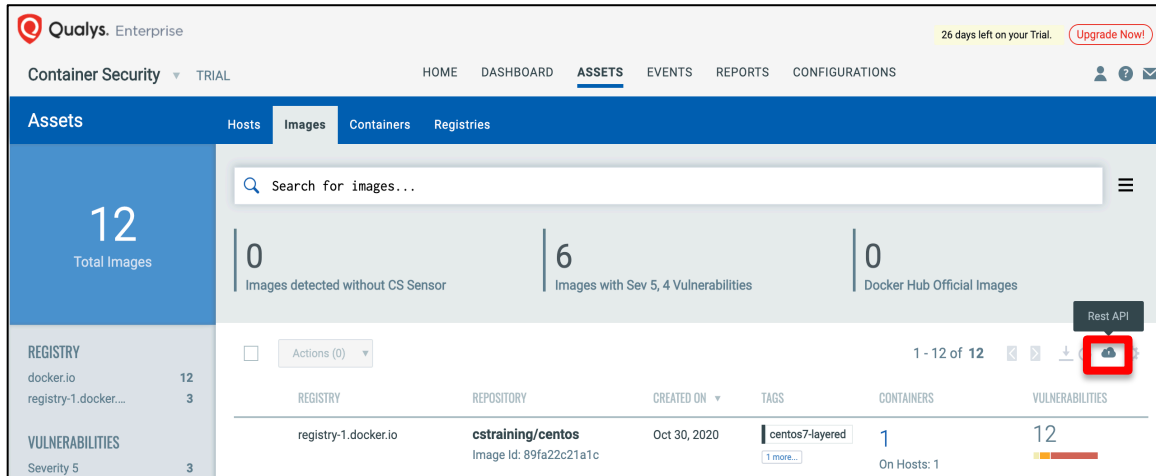 Qualys. Enterprise
26 days left on your Trial. Upgrade Now!
Container Security TRIAL HOME DASHBOARD ASSETS EVENTS REPORTS CONFIGURATIONS
Assets Hosts Images Containers Registries
Search for images...
12
Total Images
0
Images detected without CS Sensor
6
Images with Sev 5, 4 Vulnerabilities
0
Docker Hub Official Images
Rest API
REGISTRY
docker.io 12
registry-1.docker.... 3
VULNERABILITIES
Severity 5 3
Actions (0) 1 - 12 of 12
REGISTRY REPOSITORY CREATED ON TAGS CONTAINERS VULNERABILITIES
registry-1.docker.io cstraining/centos Oct 30, 2020 centos7-layered 1 12
Image Id: 89fa22c21a1c 1 more... On Hosts: 1